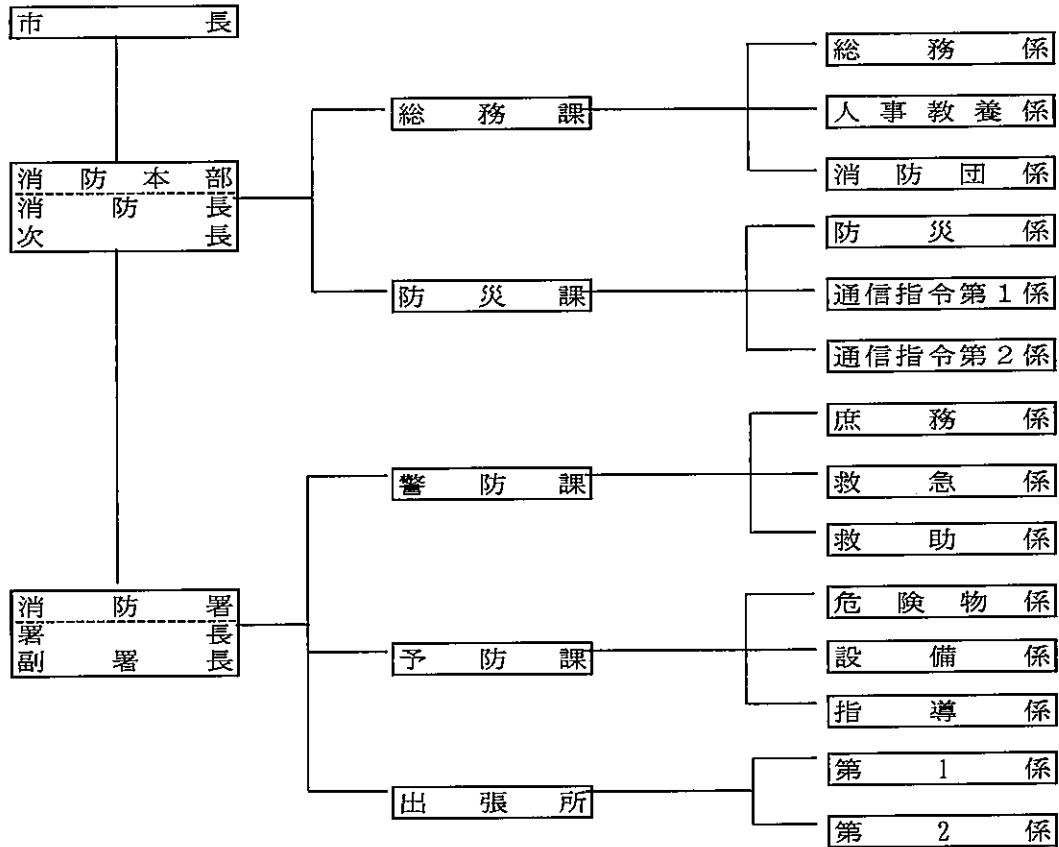 市長
消防本部
消防長
次長
総務課
総務係
人事教養係
消防団係
防災課
防災係
通信指令第1係
通信指令第2係
消防署
署長
副署長
警防課
庶務係
救急係
救助係
予防課
危険物係
設備係
指導係
出張所
第1係
第2係